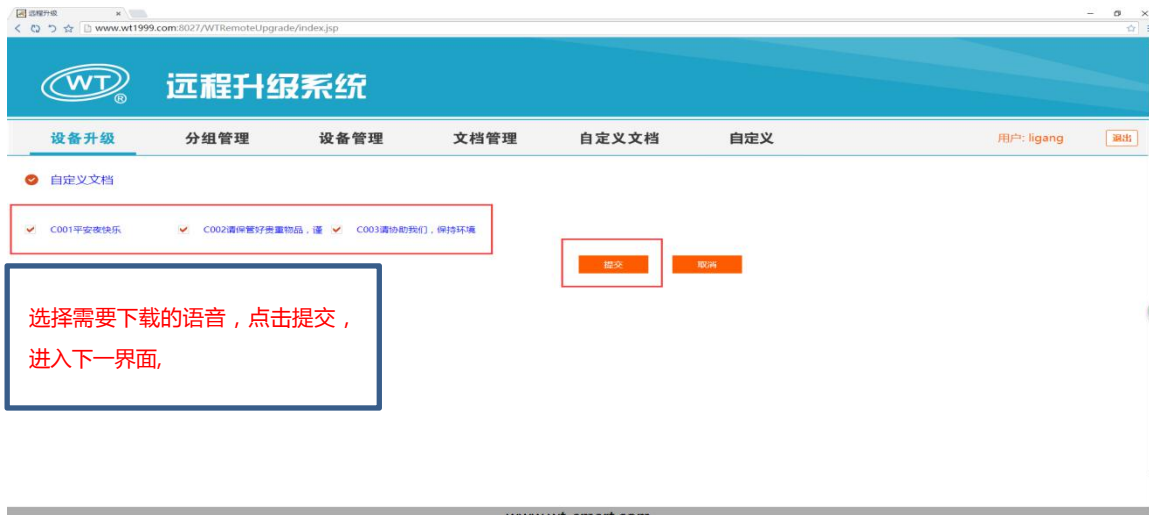 远程升级
www.wt1999.com:8027/WTRemoteUpgrade/index.jsp
WT ® 远程升级系统
设备升级 分组管理 设备管理 文档管理 自定义文档 自定义 用户: ligang 退出
自定义文档
C001平安夜快乐 C002请保管好贵重物品，谨 C003请协助我们，保持环境
提交 取消
选择需要下载的语音，点击提交，
进入下一界面,